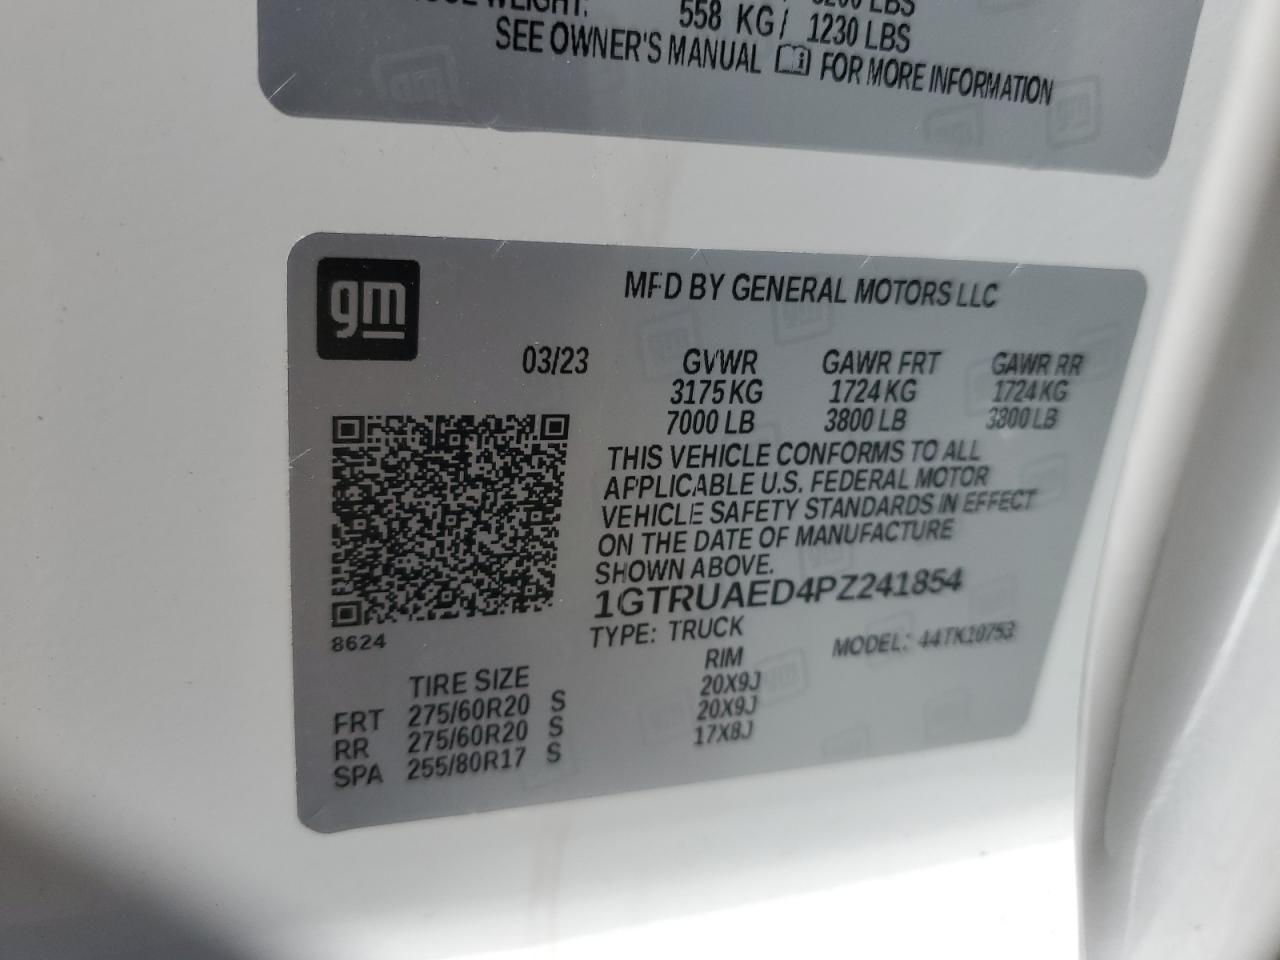 WEIGHT: 558 KG / 1230 LBS
SEE OWNER'S MANUAL FOR MORE INFORMATION
gm
MFD BY GENERAL MOTORS LLC
03/23
GVWR GAWR FRT GAWR RR
3175 KG 1724 KG 1724 KG
7000 LB 3800 LB 3800 LB
THIS VEHICLE CONFORMS TO ALL
APPLICABLE U.S. FEDERAL MOTOR
VEHICLE SAFETY STANDARDS IN EFFECT
ON THE DATE OF MANUFACTURE
SHOWN ABOVE.
1GTRUAED4PZ241854
8624
TYPE: TRUCK MODEL: 44TK10753
TIRE SIZE RIM
FRT 275/60R20 S 20X9J
RR 275/60R20 S 20X9J
SPA 255/80R17 S 17X8J